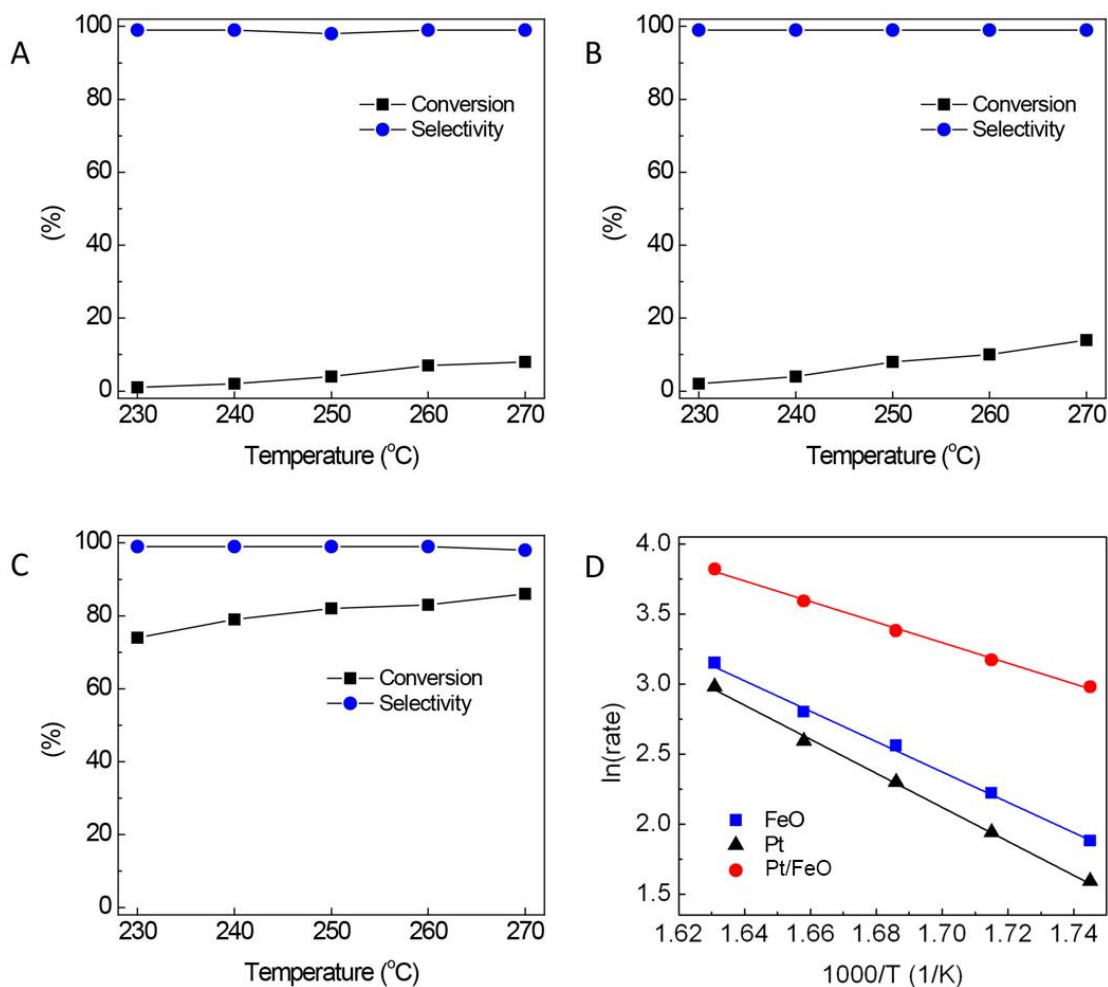 A
100
80
60
40
20
0
(%)
Conversion
Selectivity
230 240 250 260 270
Temperature (°C)
B
100
80
60
40
20
0
(%)
Conversion
Selectivity
230 240 250 260 270
Temperature (°C)
C
100
80
60
40
20
0
(%)
Conversion
Selectivity
230 240 250 260 270
Temperature (°C)
D
4.0
3.5
3.0
2.5
2.0
1.5
ln(rate)
FeO
Pt
Pt/FeO
1.62 1.64 1.66 1.68 1.70 1.72 1.74
1000/T (1/K)